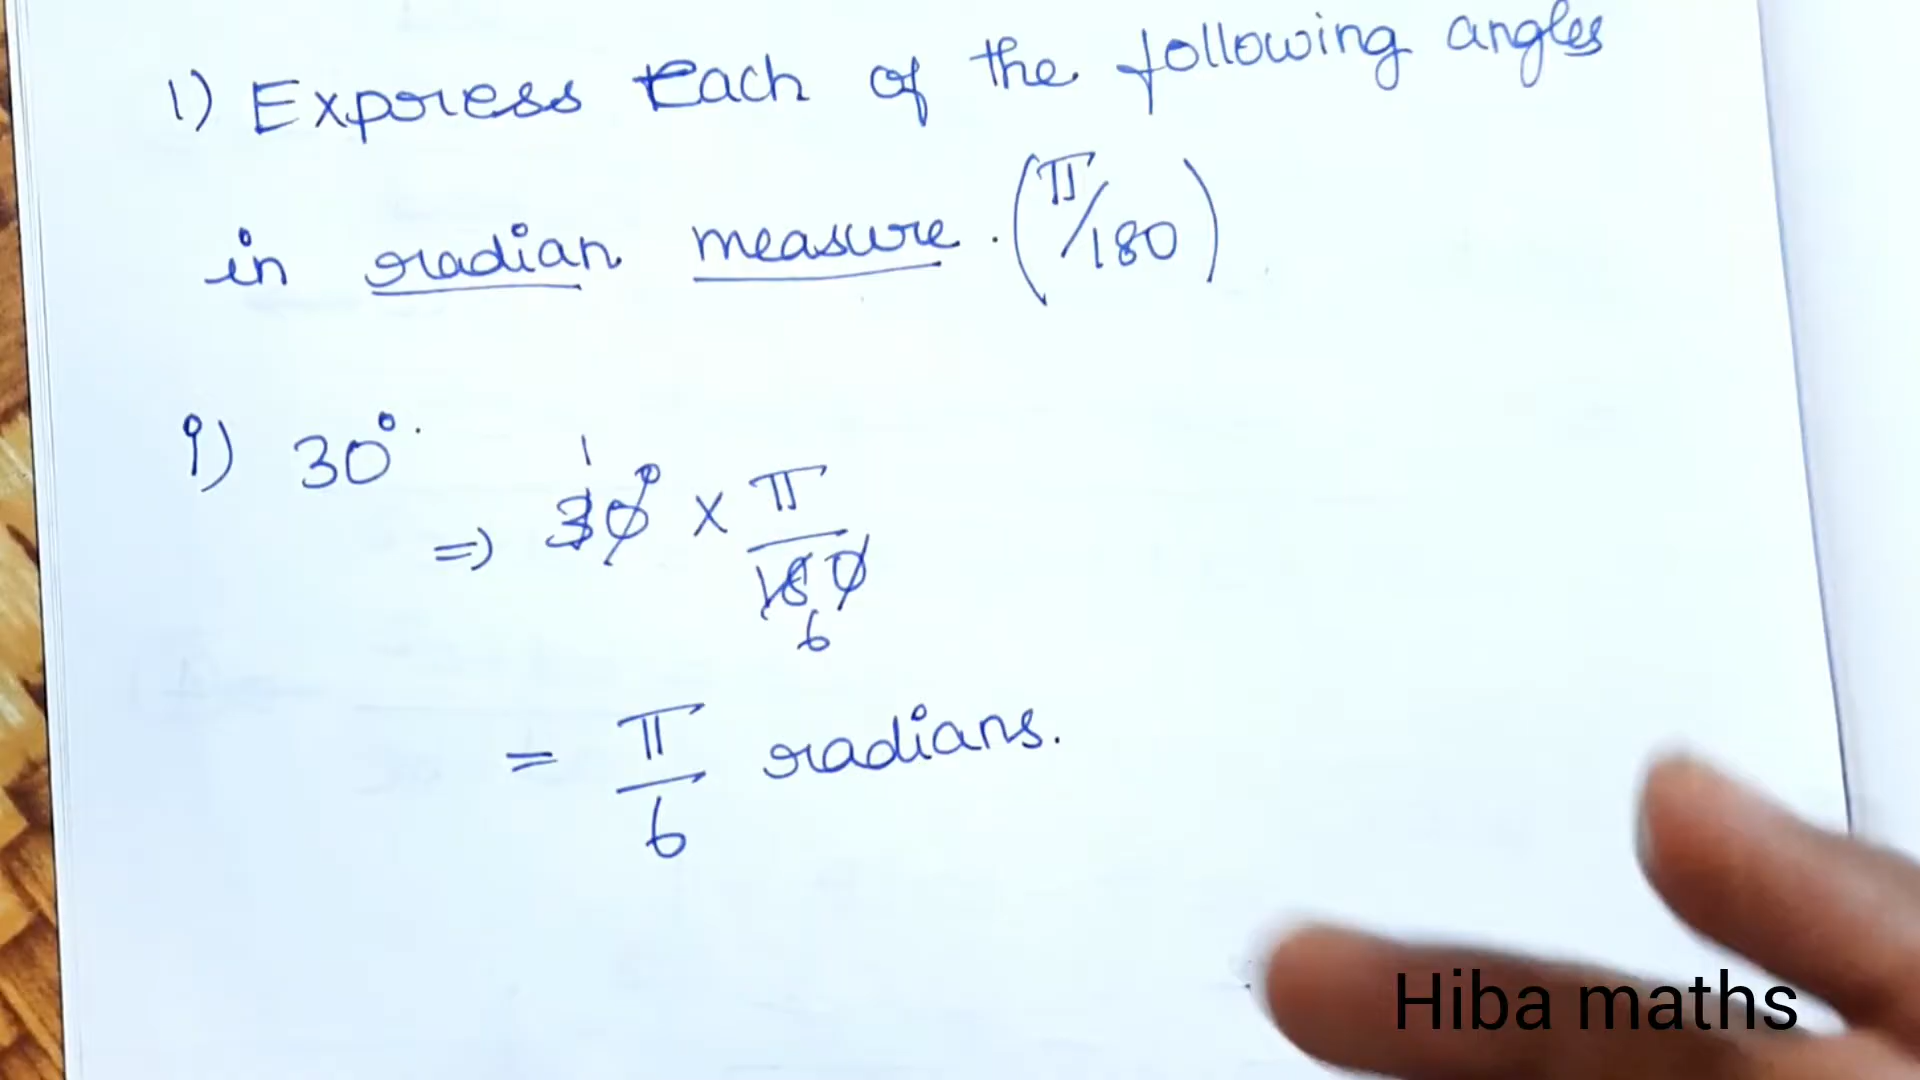 1) Express Each of the following angles
in radian measure. (π/180)
i) 30°.
1
=) 30° × π
180
6
= π radians.
6
Hiba maths